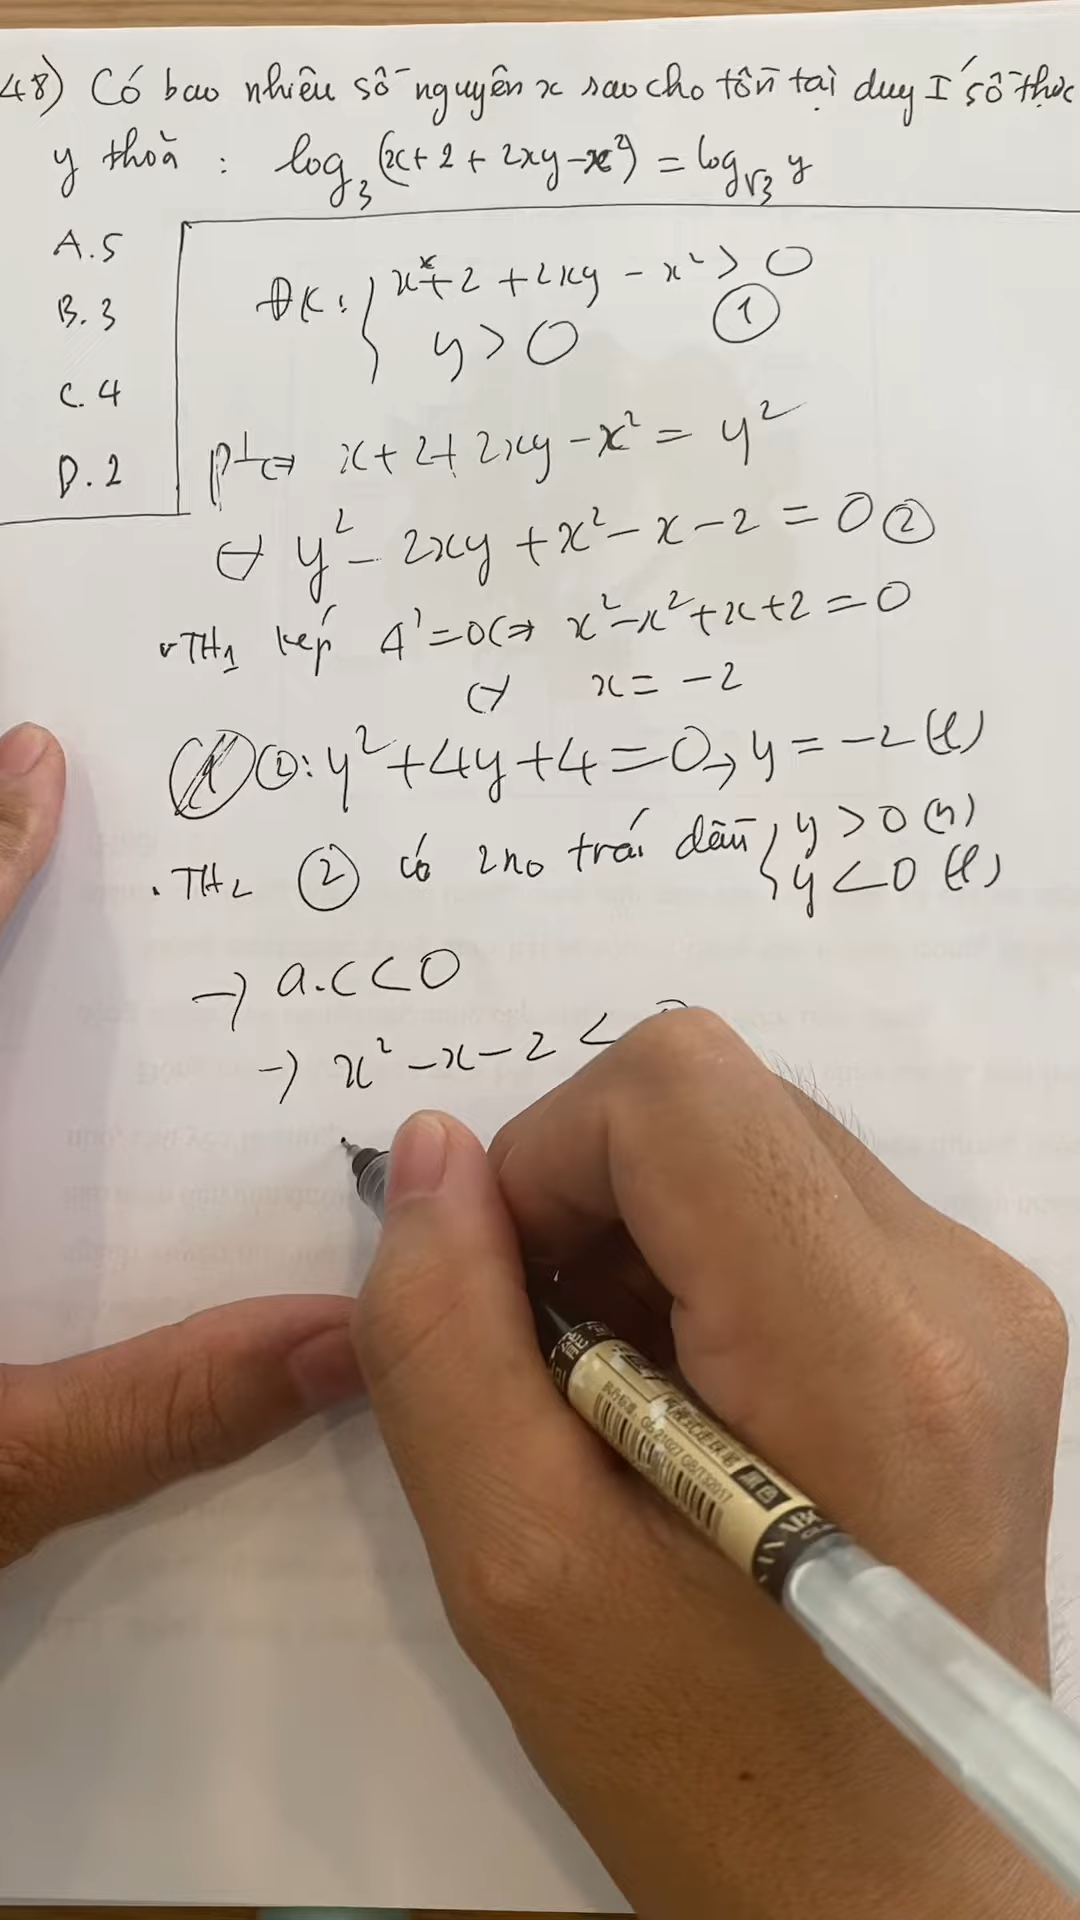 48) Có bao nhiêu số nguyên x sao cho tồn tại duy I số thực
y thoả : log₃(x+2+2xy-x²) = log_√3 y
A.5
B.3
C.4
D.2
ĐK: { x+2+2xy-x² > 0
y > 0 ①
pt ⇔ x+2+2xy-x² = y²
⇔ y²-2xy+x²-x-2 = 0 ②
TH1 kép Δ'=0 ⇔ x²-x²+x+2=0
⇔ x=-2
②: y²+4y+4=0 → y=-2 (l)
. TH2 ② có 2no trái dấu { y>0 (n)
y<0 (l)
→ a.c<0
→ x²-x-2 <